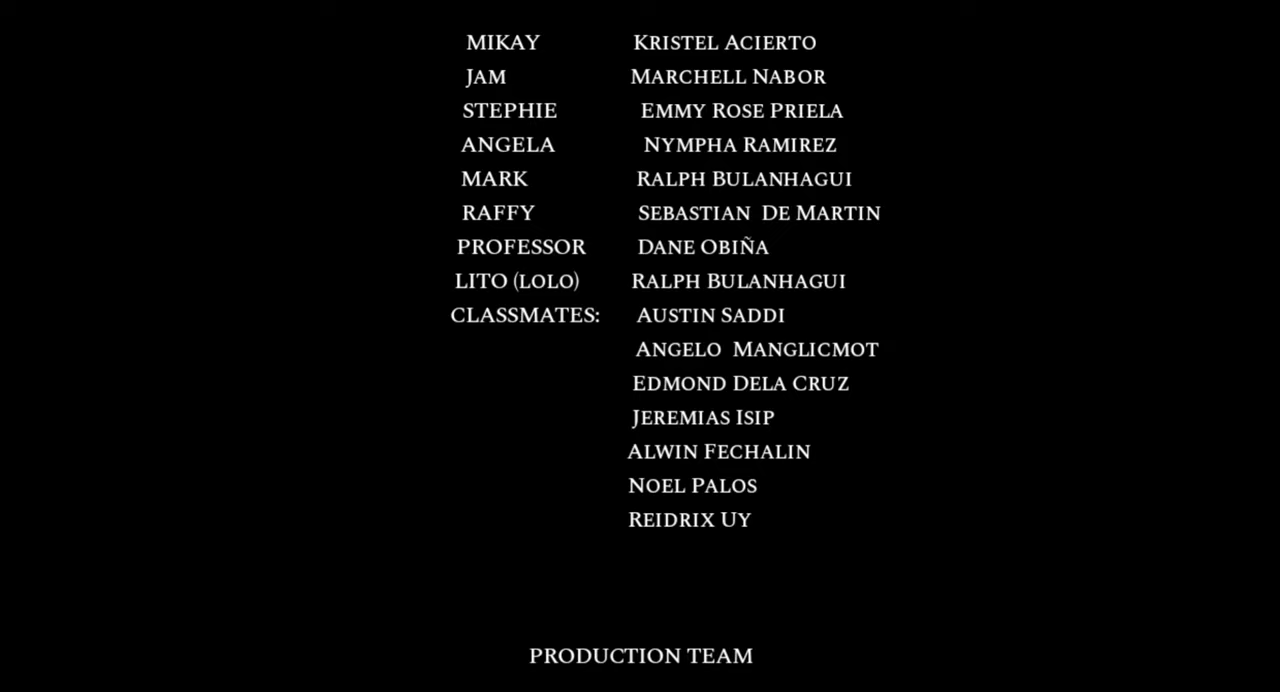 MIKAY Kristel Acierto
Jam Marchell Nabor
STEPHIE Emmy Rose Priela
ANGELA Nympha Ramirez
MARK Ralph Bulanhagui
RAFFY Sebastian De Martin
PROFESSOR Dane Obiña
LITO (lolo) Ralph Bulanhagui
CLASSMATES: Austin Saddi
Angelo Manglicmot
Edmond Dela Cruz
Jeremias Isip
Alwin Fechalin
Noel Palos
Reidrix Uy
PRODUCTION TEAM